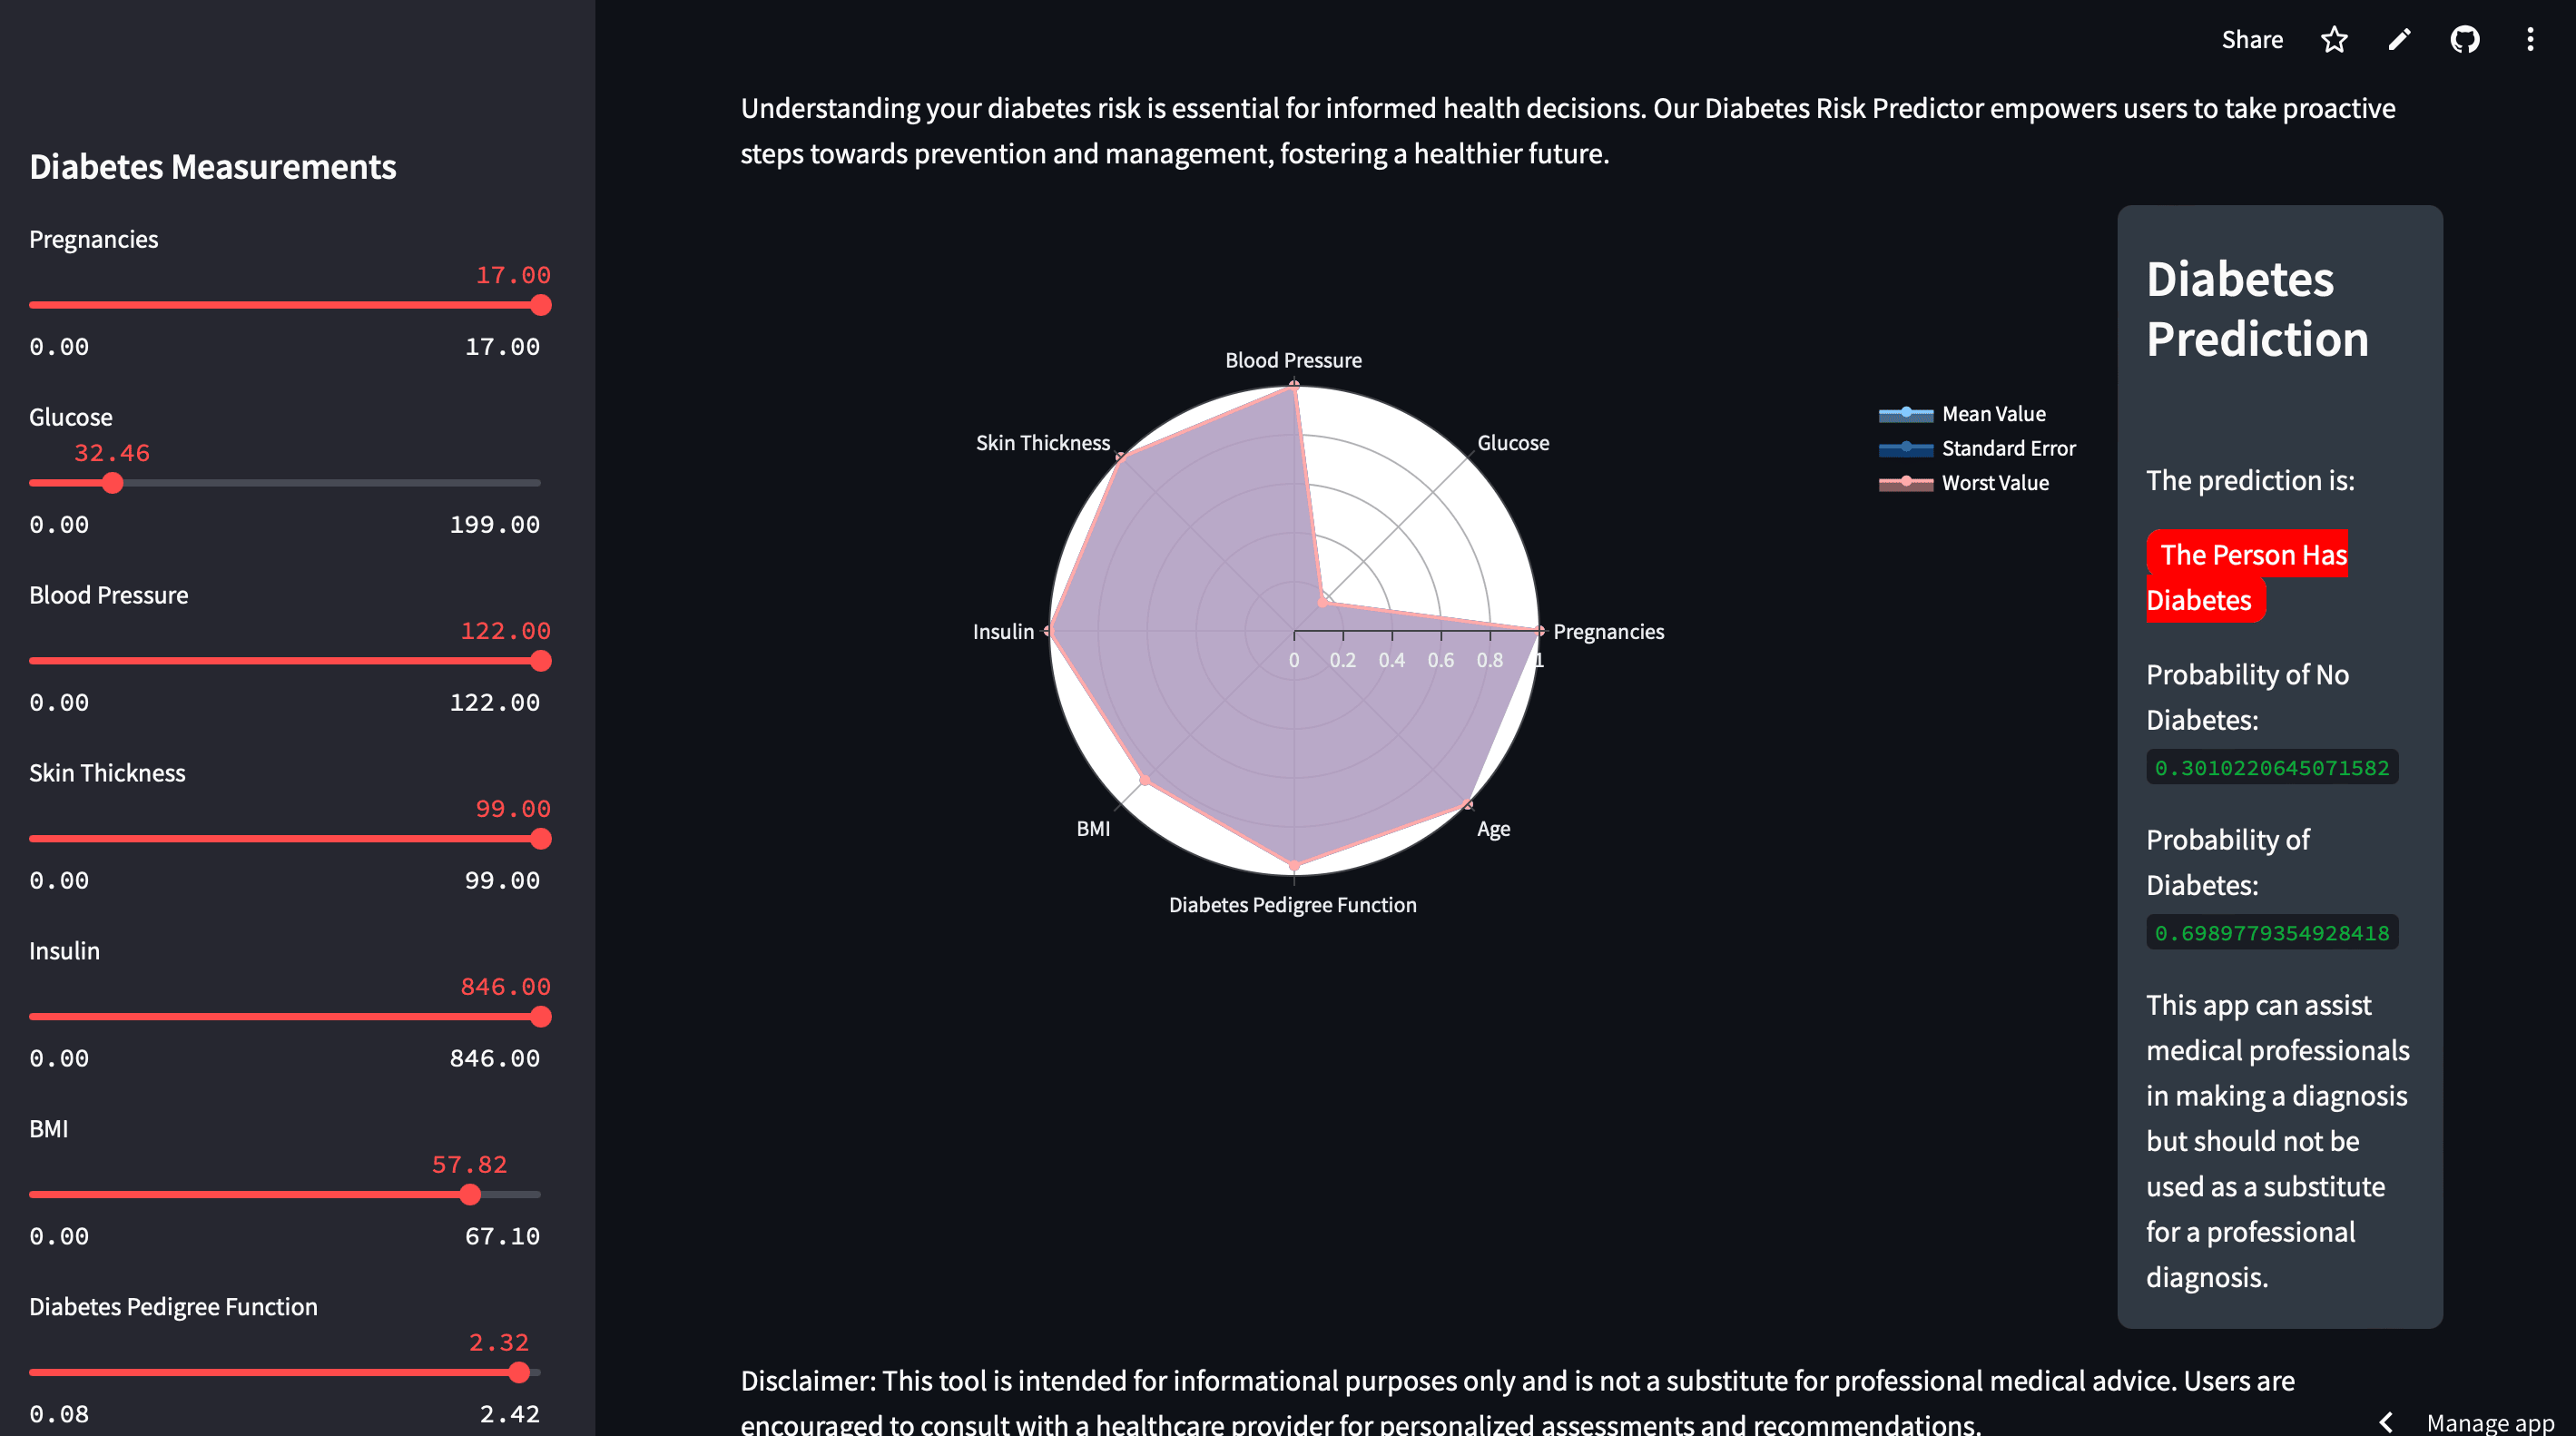 Share
Understanding your diabetes risk is essential for informed health decisions. Our Diabetes Risk Predictor empowers users to take proactive
steps towards prevention and management, fostering a healthier future.
Diabetes Measurements
Pregnancies
17.00
0.00 17.00
Glucose
32.46
0.00 199.00
Blood Pressure
122.00
0.00 122.00
Skin Thickness
99.00
0.00 99.00
Insulin
846.00
0.00 846.00
BMI
57.82
0.00 67.10
Diabetes Pedigree Function
2.32
0.08 2.42
Blood Pressure
Skin Thickness
Glucose
Insulin
Pregnancies
0 0.2 0.4 0.6 0.8 1
BMI
Age
Diabetes Pedigree Function
Mean Value
Standard Error
Worst Value
Diabetes
Prediction
The prediction is:
The Person Has
Diabetes
Probability of No
Diabetes:
0.3010220645071582
Probability of
Diabetes:
0.6989779354928418
This app can assist
medical professionals
in making a diagnosis
but should not be
used as a substitute
for a professional
diagnosis.
Disclaimer: This tool is intended for informational purposes only and is not a substitute for professional medical advice. Users are
encouraged to consult with a healthcare provider for personalized assessments and recommendations.
Manage app